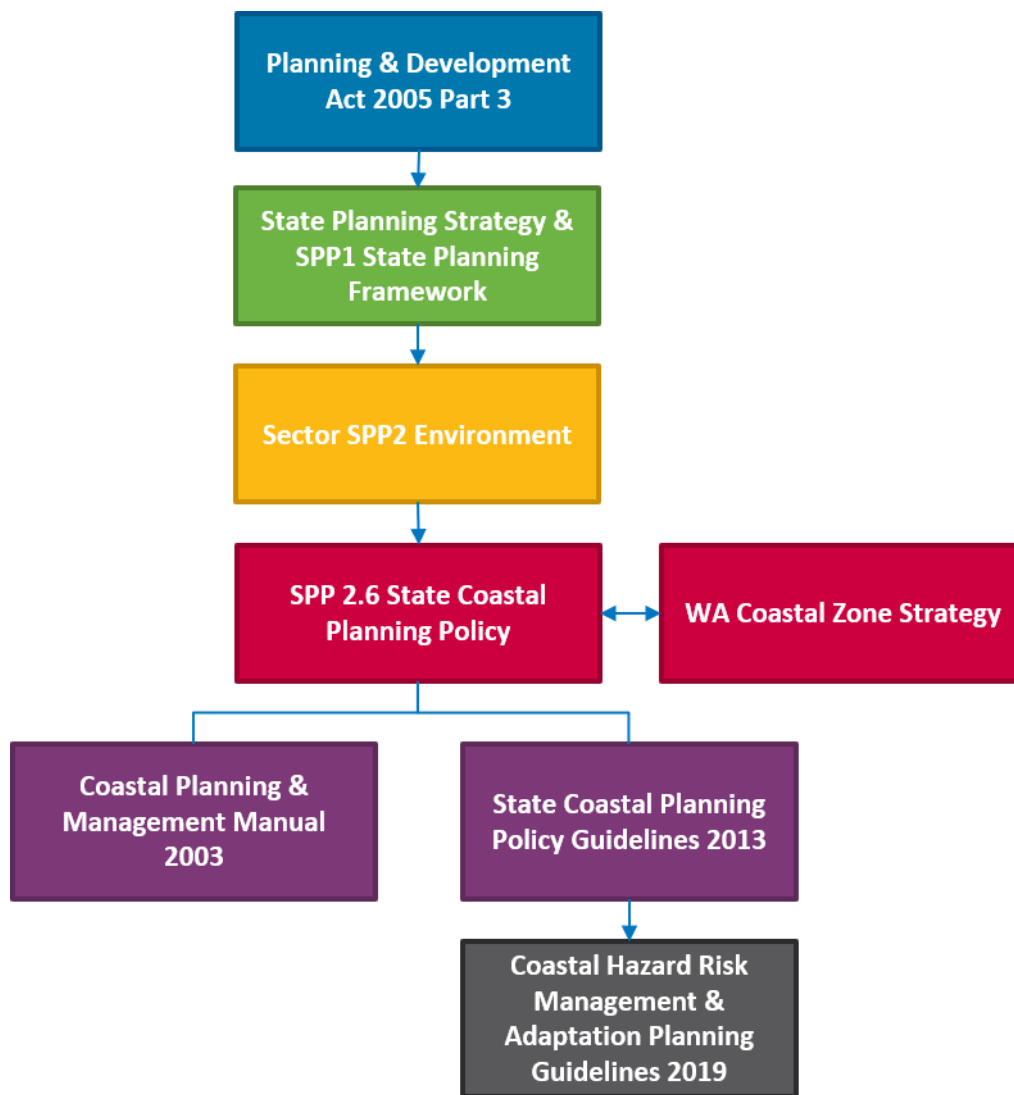 Planning & Development
Act 2005 Part 3
State Planning Strategy &
SPP1 State Planning
Framework
Sector SPP2 Environment
SPP 2.6 State Coastal
Planning Policy
WA Coastal Zone Strategy
Coastal Planning &
Management Manual
2003
State Coastal Planning
Policy Guidelines 2013
Coastal Hazard Risk
Management &
Adaptation Planning
Guidelines 2019